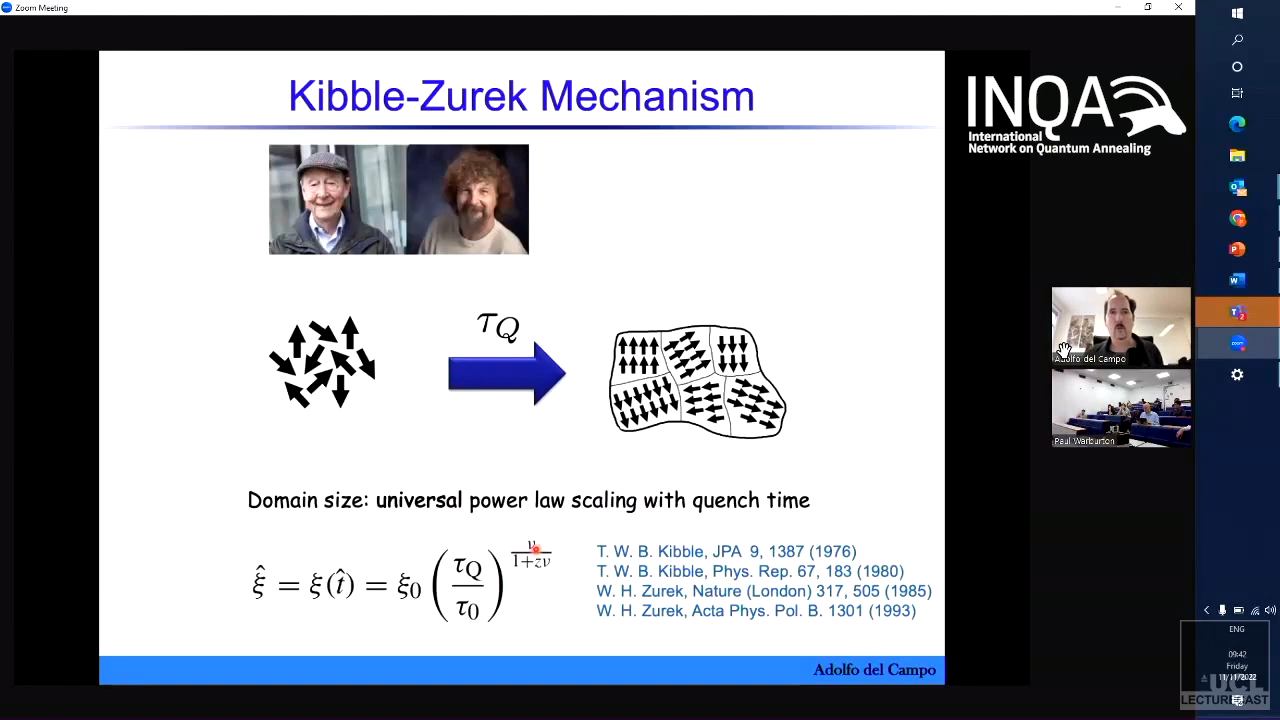 Zoom Meeting
Kibble-Zurek Mechanism
INQA
International
Network on Quantum Annealing
τ_Q
Adolfo del Campo
Paul Warburton
Domain size: universal power law scaling with quench time
ξ̂ = ξ(t̂) = ξ₀ (τ_Q/τ₀)^(ν/(1+zν))
T. W. B. Kibble, JPA 9, 1387 (1976)
T. W. B. Kibble, Phys. Rep. 67, 183 (1980)
W. H. Zurek, Nature (London) 317, 505 (1985)
W. H. Zurek, Acta Phys. Pol. B. 1301 (1993)
Adolfo del Campo
zoom
ENG
09:42
Friday
11/11/2022
UCL
LECTURECAST